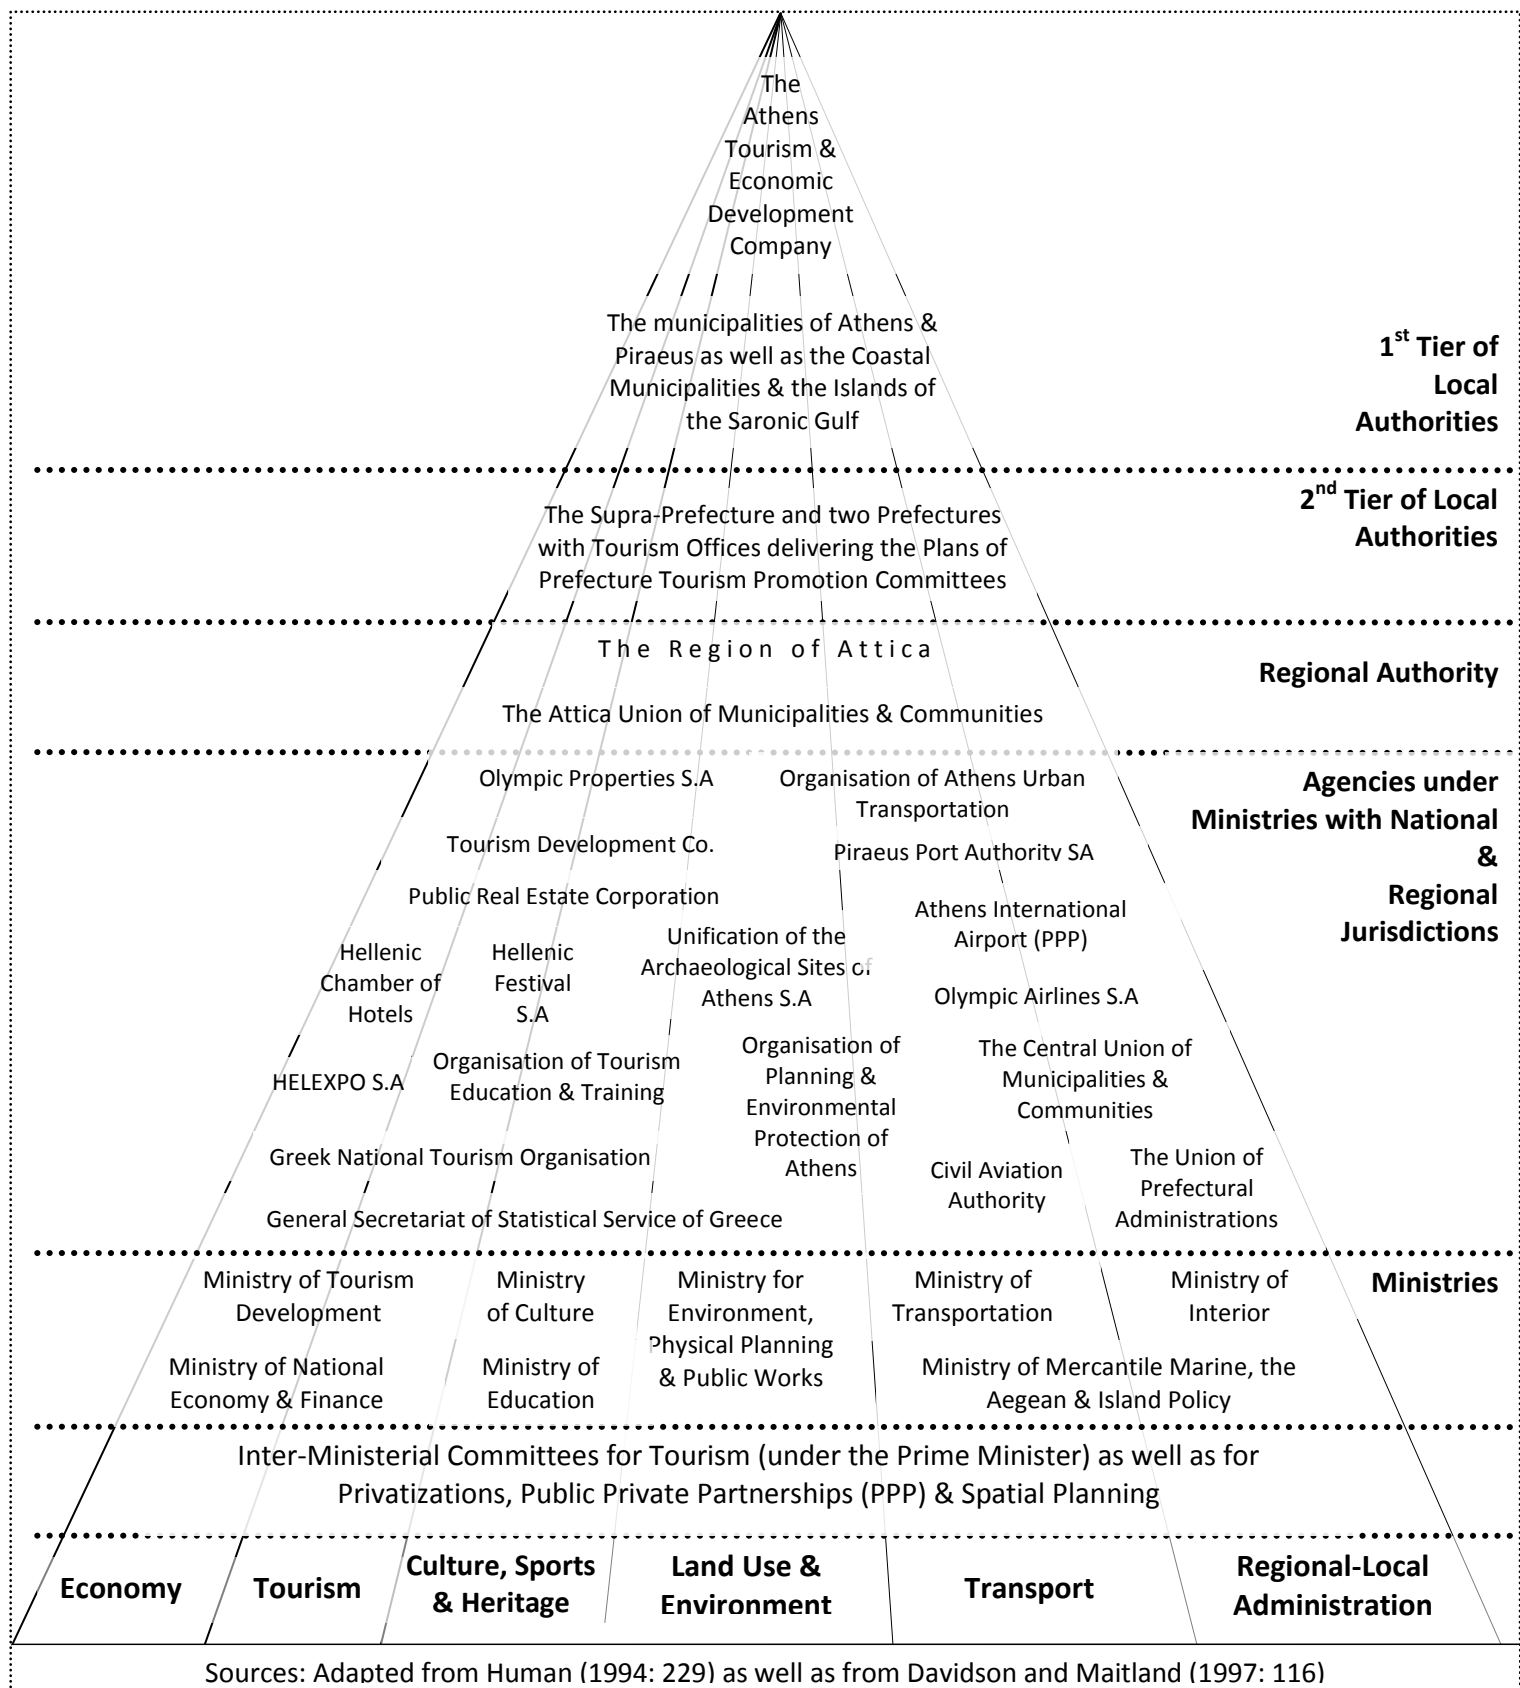 The
Athens
Tourism &
Economic
Development
Company
The municipalities of Athens &
Piraeus as well as the Coastal
Municipalities & the Islands of
the Saronic Gulf
1st Tier of
Local
Authorities
The Supra-Prefecture and two Prefectures
with Tourism Offices delivering the Plans of
Prefecture Tourism Promotion Committees
2nd Tier of Local
Authorities
The Region of Attica
The Attica Union of Municipalities & Communities
Regional Authority
Olympic Properties S.A
Organisation of Athens Urban
Transportation
Tourism Development Co.
Piraeus Port Authority SA
Public Real Estate Corporation
Athens International
Airport (PPP)
Hellenic
Chamber of
Hotels
Hellenic
Festival
S.A
Unification of the
Archaeological Sites of
Athens S.A
Olympic Airlines S.A
HELEXPO S.A
Organisation of Tourism
Education & Training
Organisation of
Planning &
Environmental
Protection of
Athens
The Central Union of
Municipalities &
Communities
Greek National Tourism Organisation
Civil Aviation
Authority
The Union of
Prefectural
Administrations
General Secretariat of Statistical Service of Greece
Agencies under
Ministries with National
&
Regional
Jurisdictions
Ministry of Tourism
Development
Ministry
of Culture
Ministry for
Environment,
Physical Planning
& Public Works
Ministry of
Transportation
Ministry of
Interior
Ministries
Ministry of National
Economy & Finance
Ministry of
Education
Ministry of Mercantile Marine, the
Aegean & Island Policy
Inter-Ministerial Committees for Tourism (under the Prime Minister) as well as for
Privatizations, Public Private Partnerships (PPP) & Spatial Planning
Economy
Tourism
Culture, Sports
& Heritage
Land Use &
Environment
Transport
Regional-Local
Administration
Sources: Adapted from Human (1994: 229) as well as from Davidson and Maitland (1997: 116)